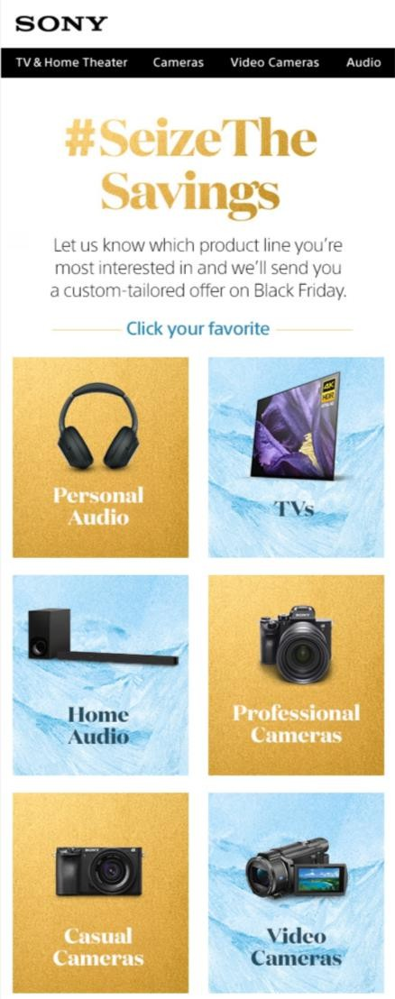 SONY
TV & Home Theater Cameras Video Cameras Audio
#SeizeThe
Savings
Let us know which product line you’re
most interested in and we’ll send you
a custom-tailored offer on Black Friday.
Click your favorite
Personal
Audio
4K
HDR
TVs
Home
Audio
SONY
Professional
Cameras
SONY
Casual
Cameras
Video
Cameras